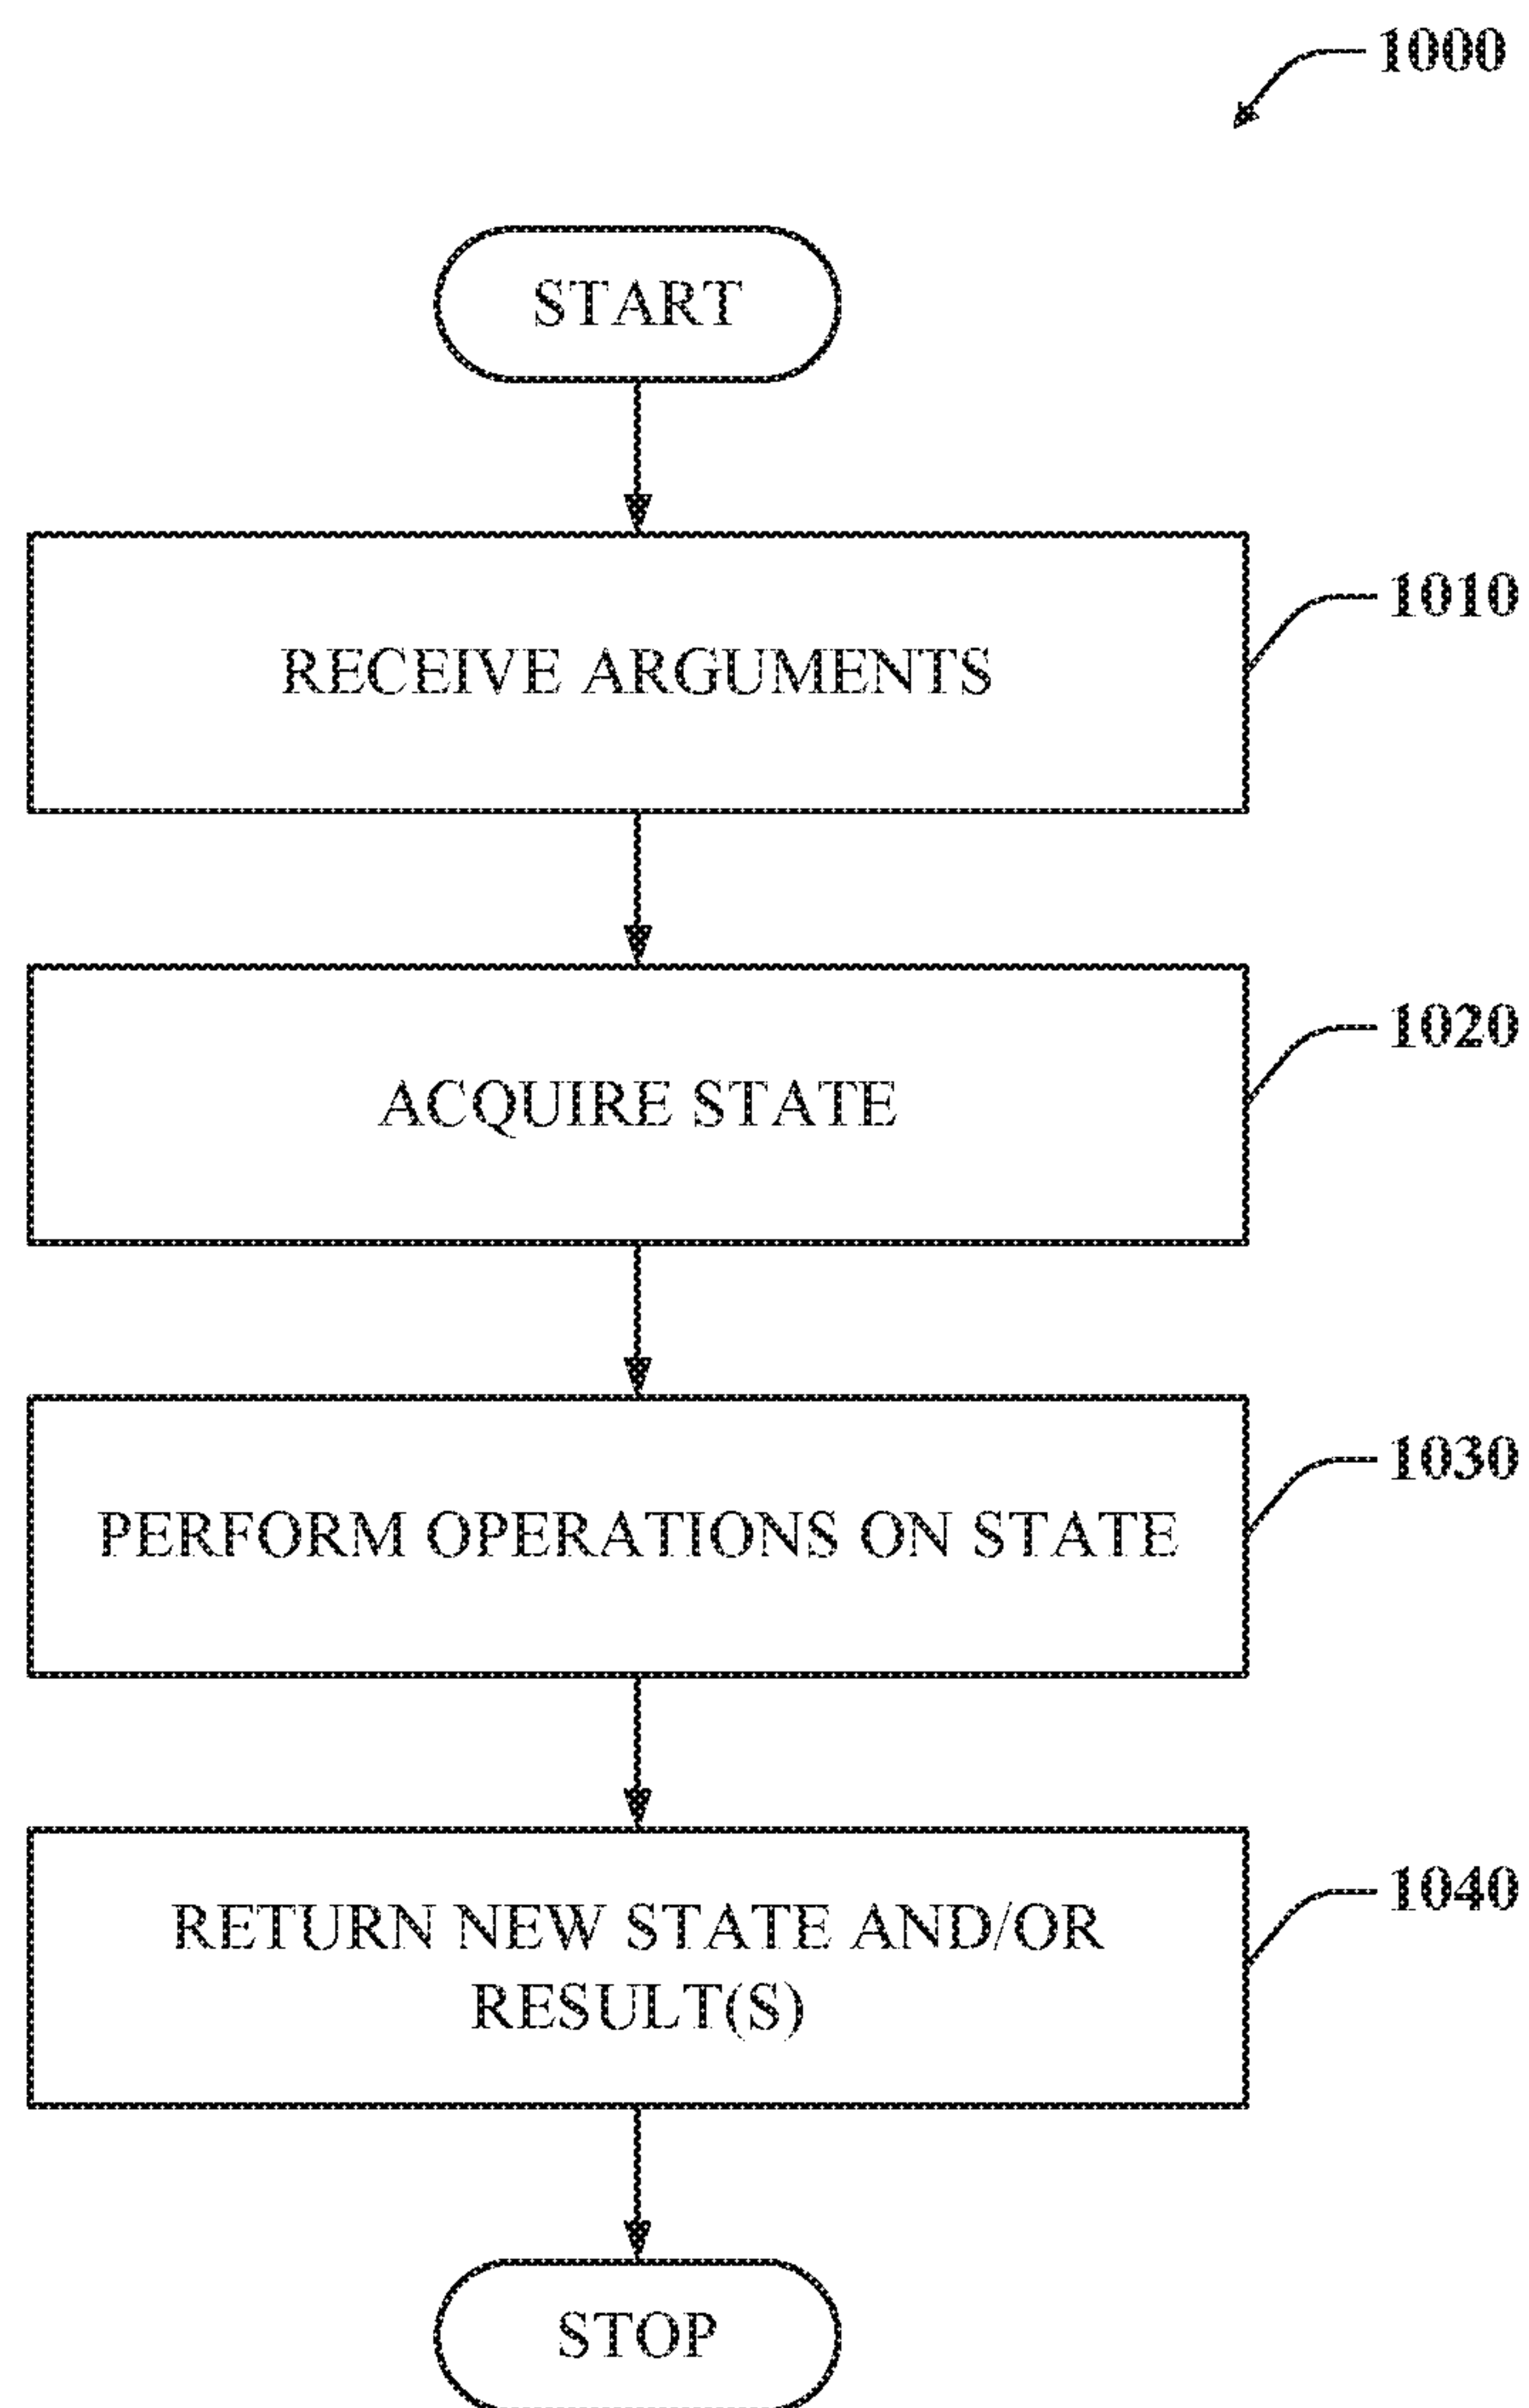 1000
START
RECEIVE ARGUMENTS
1010
ACQUIRE STATE
1020
PERFORM OPERATIONS ON STATE
1030
RETURN NEW STATE AND/OR
RESULT(S)
1040
STOP